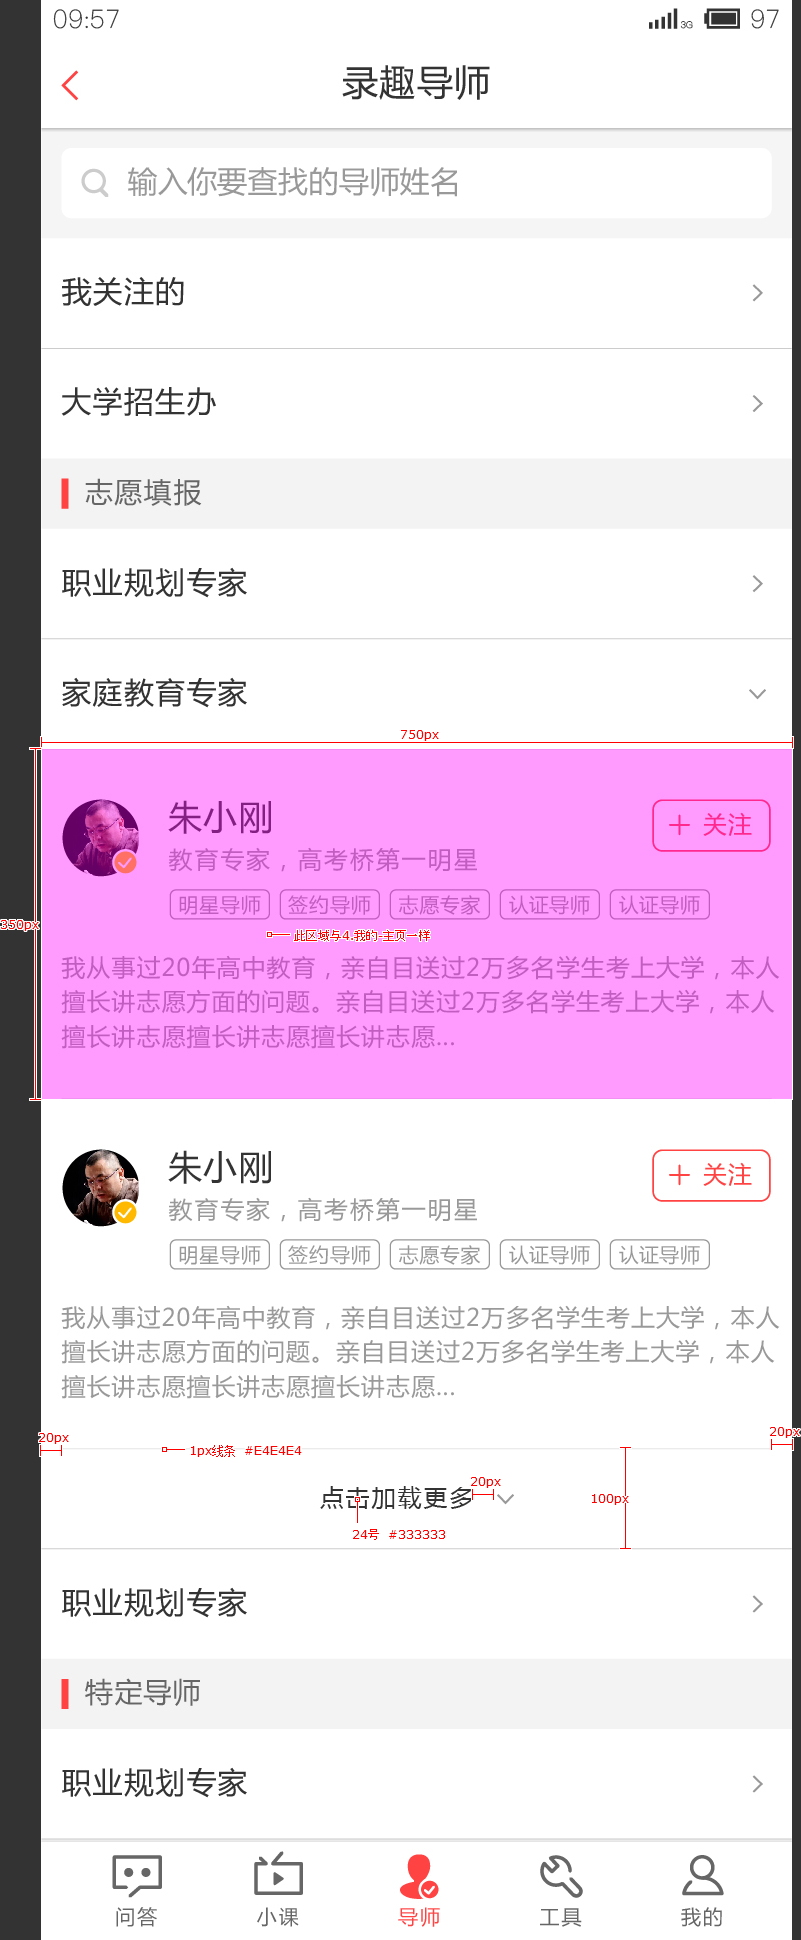 09:57
3G 97
录趣导师
输入你要查找的导师姓名
我关注的
大学招生办
志愿填报
职业规划专家
家庭教育专家
750px
350px
朱小刚
关注
教育专家，高考桥第一明星
明星导师 签约导师 志愿专家 认证导师 认证导师
此区域与4.我的-主页一样
我从事过20年高中教育，亲自目送过2万多名学生考上大学，本人
擅长讲志愿方面的问题。亲自目送过2万多名学生考上大学，本人
擅长讲志愿擅长讲志愿擅长讲志愿...
朱小刚
关注
教育专家，高考桥第一明星
明星导师 签约导师 志愿专家 认证导师 认证导师
我从事过20年高中教育，亲自目送过2万多名学生考上大学，本人
擅长讲志愿方面的问题。亲自目送过2万多名学生考上大学，本人
擅长讲志愿擅长讲志愿擅长讲志愿...
20px
20px
1px线条 #E4E4E4
点击加载更多
20px
100px
24号 #333333
职业规划专家
特定导师
职业规划专家
问答 小课 导师 工具 我的